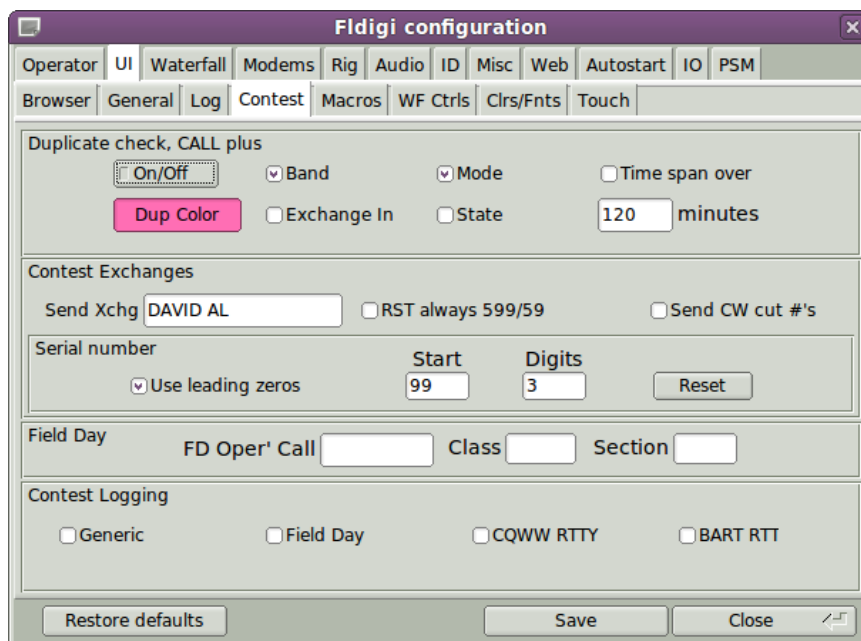 Fldigi configuration
Operator UI Waterfall Modems Rig Audio ID Misc Web Autostart IO PSM
Browser General Log Contest Macros WF Ctrls Clrs/Fnts Touch
Duplicate check, CALL plus
On/Off Band Mode Time span over
Dup Color Exchange In State 120 minutes
Contest Exchanges
Send Xchg DAVID AL RST always 599/59 Send CW cut #'s
Serial number
Start Digits
Use leading zeros 99 3 Reset
Field Day
FD Oper' Call Class Section
Contest Logging
Generic Field Day CQWW RTTY BART RTT
Restore defaults Save Close